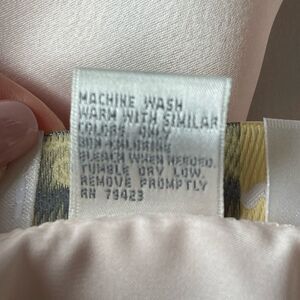 MACHINE WASH
WARM WITH SIMILAR
COLORS ONLY
NON-CHLORINE
BLEACH WHEN NEEDED.
TUMBLE DRY LOW.
REMOVE PROMPTLY
RN 79423